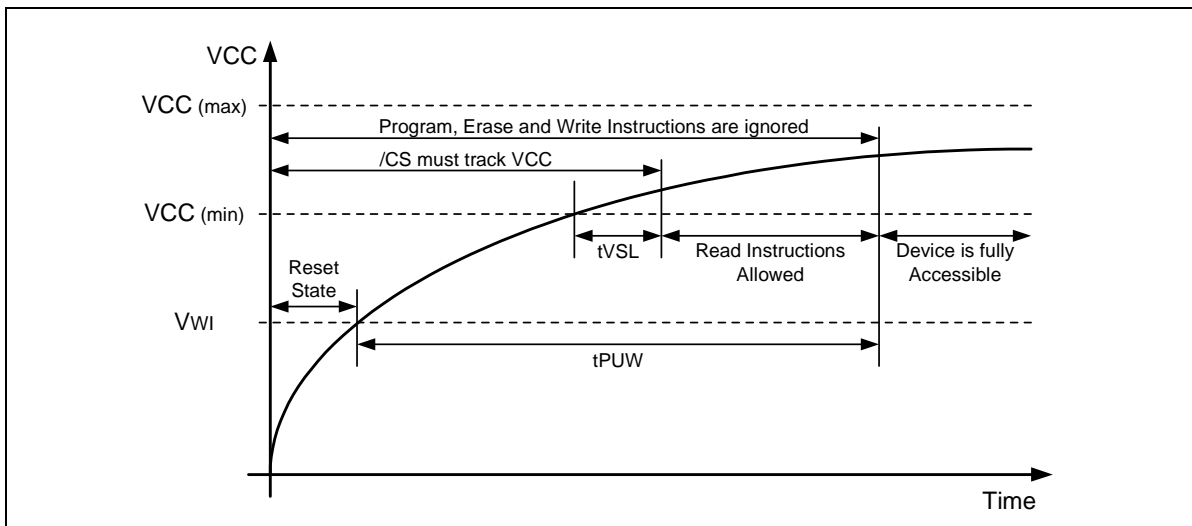 VCC
VCC (max)
Program, Erase and Write Instructions are ignored
/CS must track VCC
VCC (min)
tVSL
Read Instructions
Allowed
Device is fully
Accessible
Reset
State
VWI
tPUW
Time